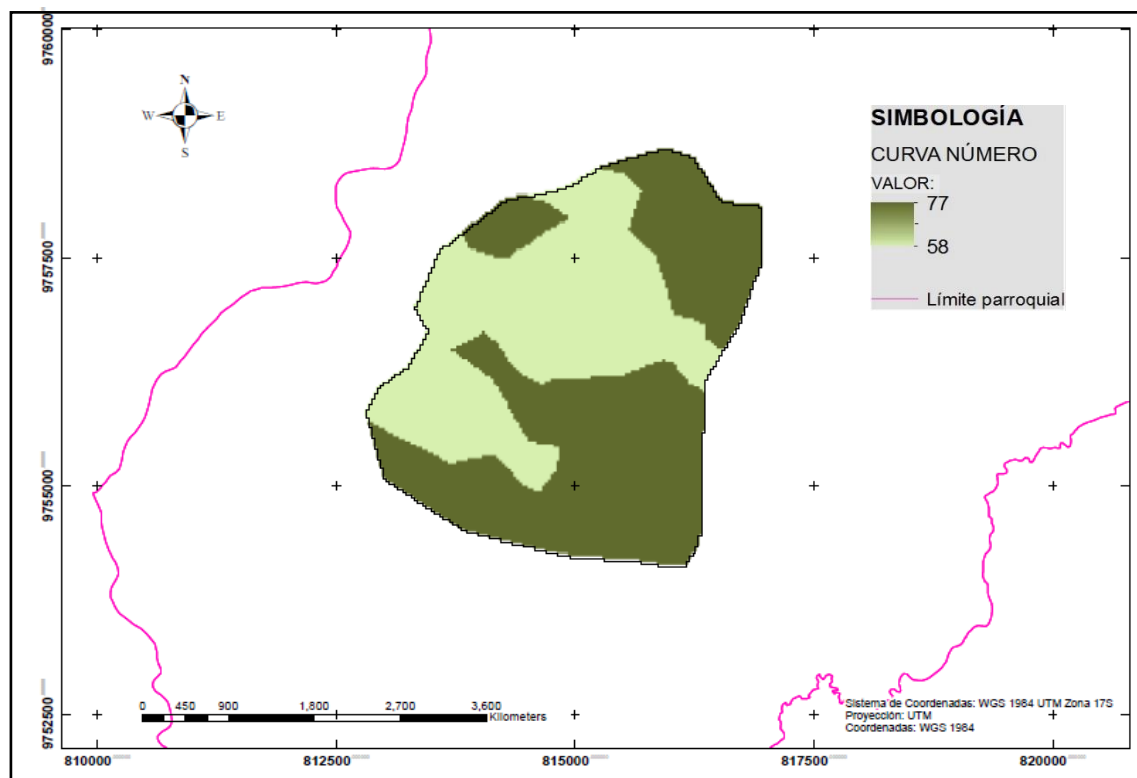 9760000
9757500
9755000
9752500
N
W E
S
SIMBOLOGÍA
CURVA NÚMERO
VALOR:
77
58
Límite parroquial
0 450 900 1,800 2,700 3,600
Kilometers
Sistema de Coordenadas: WGS 1984 UTM Zona 17S
Proyección: UTM
Coordenadas: WGS 1984
810000 812500 815000 817500 820000